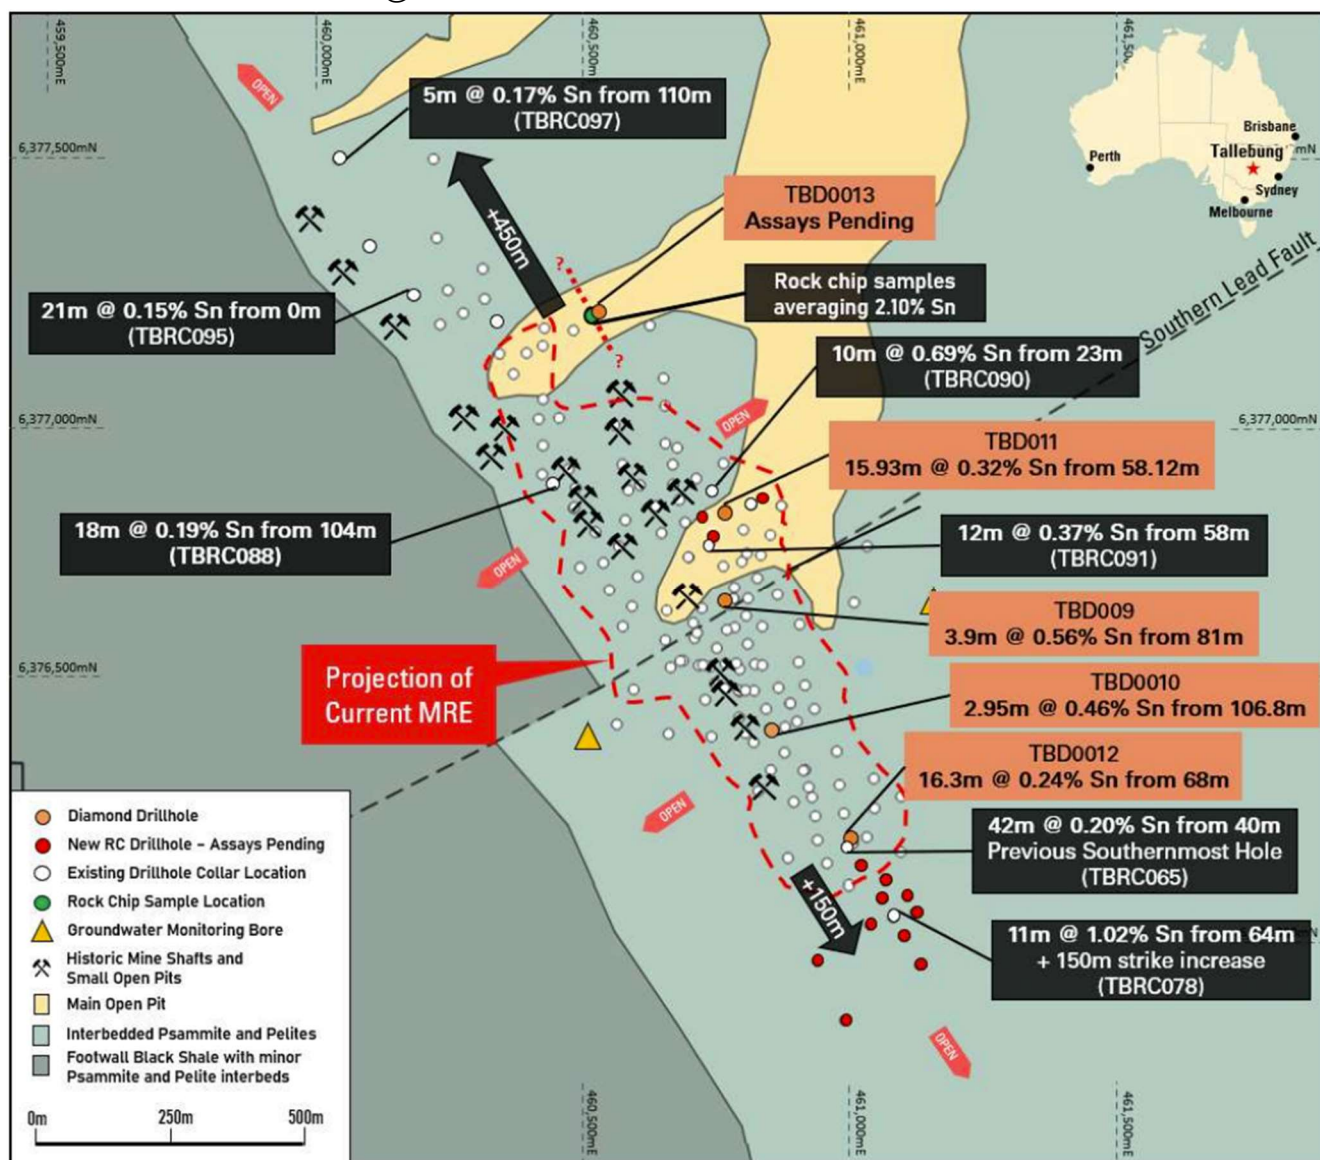 459,500mE
460,000mE
460,500m
461,000mE
461,50
OPEN
5m @ 0.17% Sn from 110m
(TBRC097)
6,377,500mN
Brisbane
Perth
Tallebung
mN
Sydney
Melbourne
+450m
TBD0013
Assays Pending
?
Rock chip samples
averaging 2.10% Sn
Southern Lead Fault
21m @ 0.15% Sn from 0m
(TBRC095)
?
10m @ 0.69% Sn from 23m
(TBRC090)
OPEN
6,377,000mN
6,377,000mN
TBD011
15.93m @ 0.32% Sn from 58.12m
18m @ 0.19% Sn from 104m
(TBRC088)
12m @ 0.37% Sn from 58m
(TBRC091)
OPEN
TBD009
3.9m @ 0.56% Sn from 81m
6,376,500mN
Projection of
Current MRE
TBD0010
2.95m @ 0.46% Sn from 106.8m
TBD0012
16.3m @ 0.24% Sn from 68m
OPEN
42m @ 0.20% Sn from 40m
Previous Southernmost Hole
(TBRC065)
+150m
11m @ 1.02% Sn from 64m
+ 150m strike increase
(TBRC078)
mN
OPEN
Diamond Drillhole
New RC Drillhole – Assays Pending
Existing Drillhole Collar Location
Rock Chip Sample Location
Groundwater Monitoring Bore
Historic Mine Shafts and
Small Open Pits
Main Open Pit
Interbedded Psammite and Pelites
Footwall Black Shale with minor
Psammite and Pelite interbeds
0m 250m 500m
460,500mE
461,000mE
461,500mE